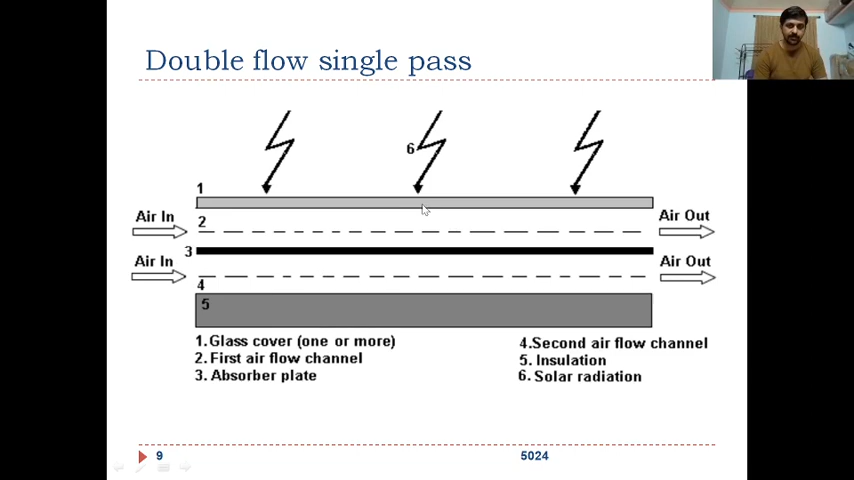 Double flow single pass
6
1
Air In
2
Air Out
3
Air In
Air Out
4
5
1.Glass cover (one or more)
2. First air flow channel
3. Absorber plate
4.Second air flow channel
5. Insulation
6. Solar radiation
9
5024